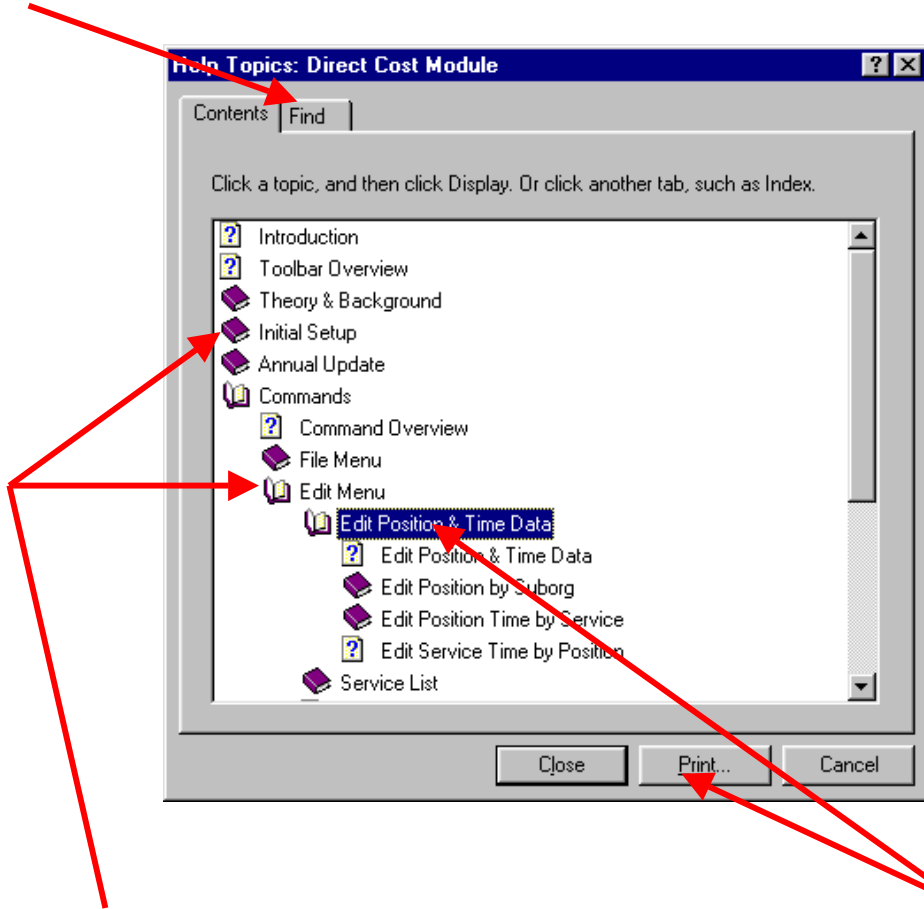 Help Topics: Direct Cost Module
Contents Find
Click a topic, and then click Display. Or click another tab, such as Index.
Introduction
Toolbar Overview
Theory & Background
Initial Setup
Annual Update
Commands
Command Overview
File Menu
Edit Menu
Edit Position & Time Data
Edit Position & Time Data
Edit Position by Suborg
Edit Position Time by Service
Edit Service Time by Position
Service List
Close Print... Cancel